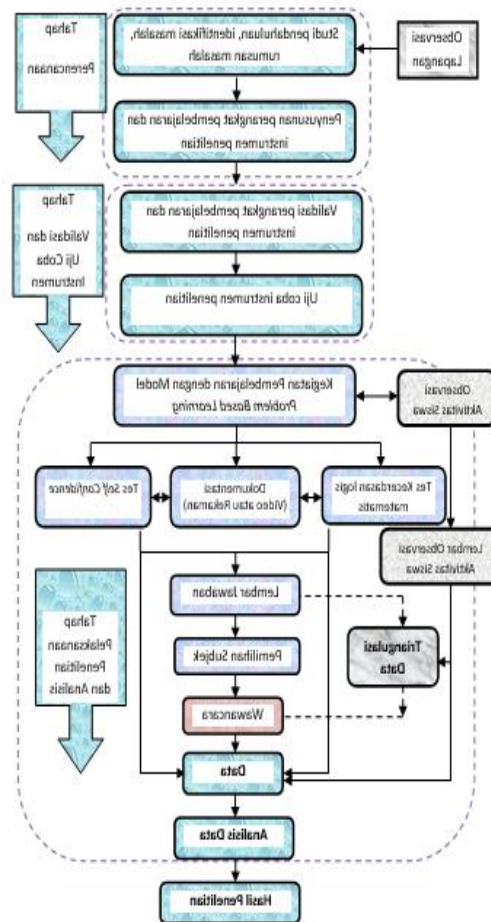 Tahap
Perencanaan
Studi pendahuluan, identifikasi masalah,
rumusan masalah
Observasi
Lapangan
Penyusunan perangkat pembelajaran dan
instrumen penelitian
Tahap
Validasi dan
Uji Coba
Instrumen
Validasi perangkat pembelajaran dan
instrumen penelitian
Uji coba instrumen penelitian
Kegiatan Pembelajaran dengan Model
Problem Based Learning
Observasi
Aktivitas Siswa
Tes Self Confidence
Dokumentasi
(Video atau Rekaman)
Tes Kecerdasan logis
matematis
Lembar Observasi
Aktivitas Siswa
Tahap
Pelaksanaan
Penelitian
dan Analisis
Lembar Jawaban
Pemilihan Subjek
Triangulasi
Data
Wawancara
Data
Analisis Data
Hasil Penelitian